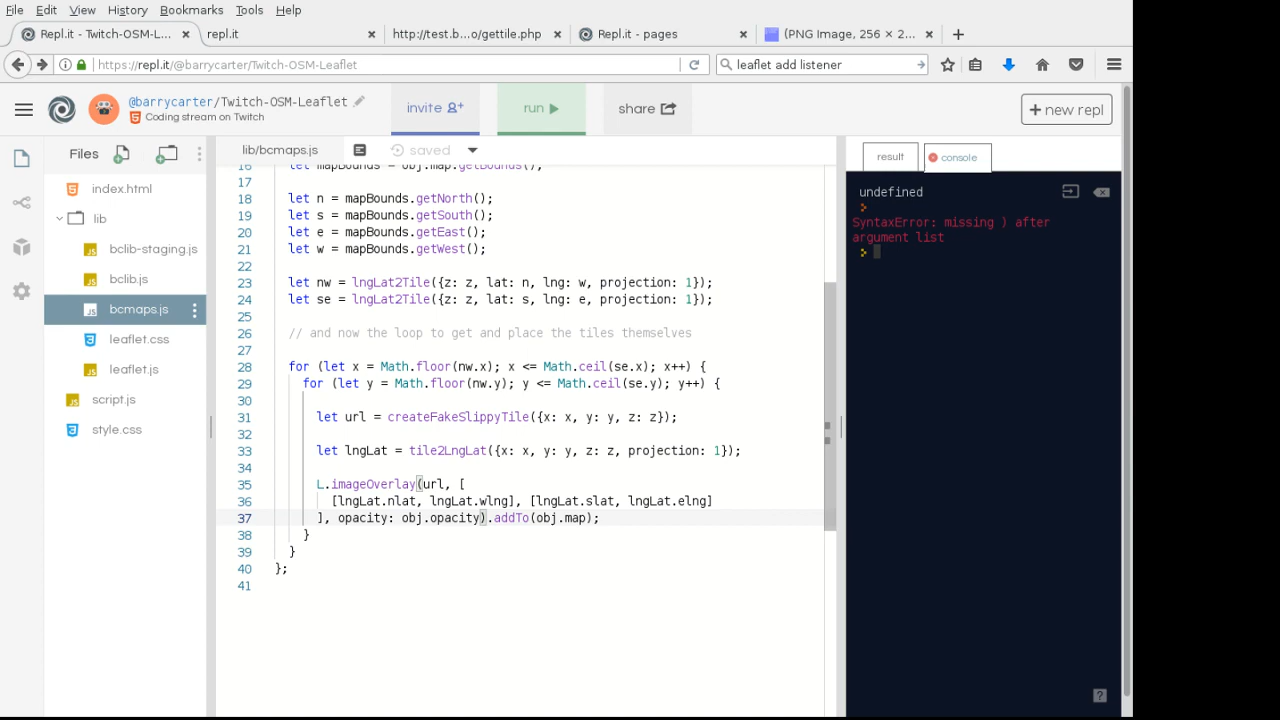 File Edit View History Bookmarks Tools Help
Repl.it - Twitch-OSM-L... repl.it http://test.b...o/gettile.php Repl.it - pages (PNG Image, 256 × 2...
https://repl.it/@barrycarter/Twitch-OSM-Leaflet leaflet add listener
@barrycarter/Twitch-OSM-Leaflet
Coding stream on Twitch
invite run share + new repl
Files
index.html
lib
bclib-staging.js
bclib.js
bcmaps.js
leaflet.css
leaflet.js
script.js
style.css
lib/bcmaps.js saved
16 let mapBounds = obj.map.getBounds();
17
18 let n = mapBounds.getNorth();
19 let s = mapBounds.getSouth();
20 let e = mapBounds.getEast();
21 let w = mapBounds.getWest();
22
23 let nw = lngLat2Tile({z: z, lat: n, lng: w, projection: 1});
24 let se = lngLat2Tile({z: z, lat: s, lng: e, projection: 1});
25
26 // and now the loop to get and place the tiles themselves
27
28 for (let x = Math.floor(nw.x); x <= Math.ceil(se.x); x++) {
29 for (let y = Math.floor(nw.y); y <= Math.ceil(se.y); y++) {
30
31 let url = createFakeSlippyTile({x: x, y: y, z: z});
32
33 let lngLat = tile2LngLat({x: x, y: y, z: z, projection: 1});
34
35 L.imageOverlay(url, [
36 [lngLat.nlat, lngLat.wlng], [lngLat.slat, lngLat.elng]
37 ], opacity: obj.opacity).addTo(obj.map);
38 }
39 }
40 };
41
result console
undefined
>
SyntaxError: missing ) after
argument list
>
?